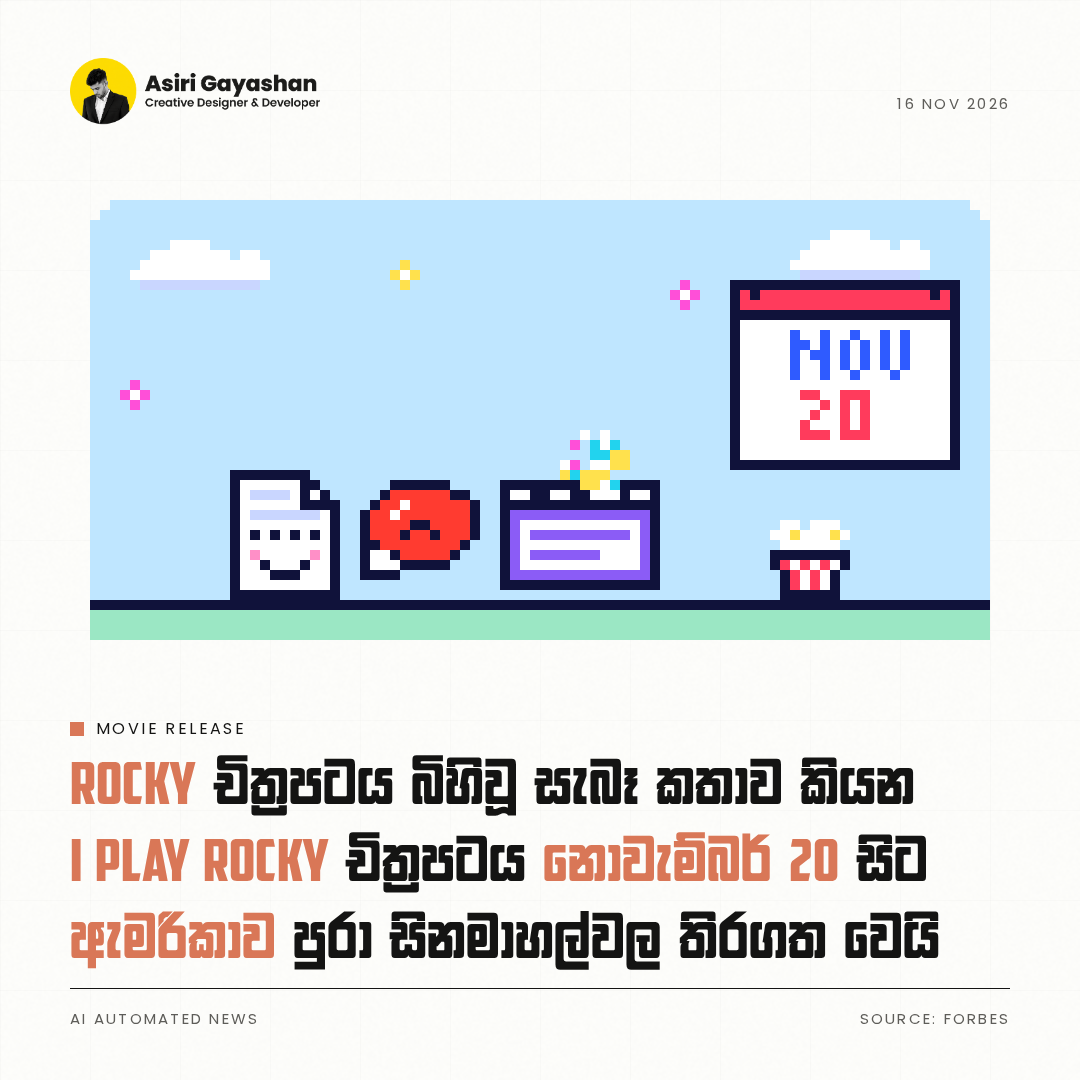 Asiri Gayashan
Creative Designer & Developer
16 NOV 2026
NOV
20
MOVIE RELEASE
ROCKY චිත්‍රපටය බිහිවූ සැබෑ කතාව කියන
I PLAY ROCKY චිත්‍රපටය නොවැම්බර් 20 සිට
ඇමරිකාව පුරා සිනමාහල්වල තිරගත වෙයි
AI AUTOMATED NEWS
SOURCE: FORBES